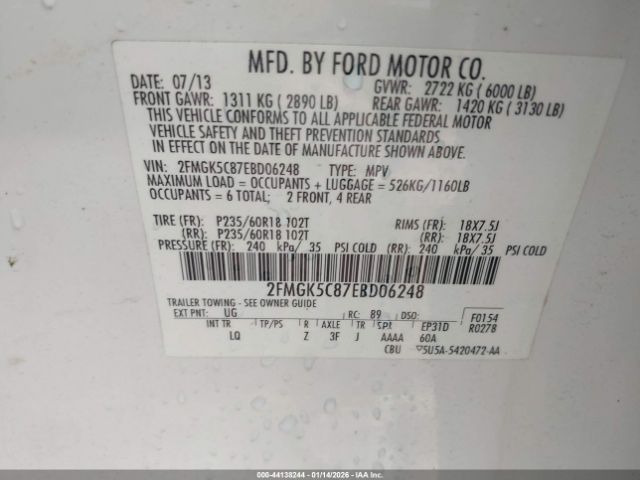 MFD. BY FORD MOTOR CO.
DATE: 07/13 GVWR: 2722 KG ( 6000 LB)
FRONT GAWR: 1311 KG ( 2890 LB) REAR GAWR: 1420 KG ( 3130 LB)
THIS VEHICLE CONFORMS TO ALL APPLICABLE FEDERAL MOTOR
VEHICLE SAFETY AND THEFT PREVENTION STANDARDS
IN EFFECT ON THE DATE OF MANUFACTURE SHOWN ABOVE.
VIN: 2FMGK5C87EBD06248 TYPE: MPV
MAXIMUM LOAD = OCCUPANTS + LUGGAGE = 526KG/1160LB
OCCUPANTS = 6 TOTAL: 2 FRONT, 4 REAR
TIRE (FR): P235/60R18 102T RIMS (FR): 18X7.5J
(RR): P235/60R18 102T (RR): 18X7.5J
PRESSURE (FR): 240 kPa/ 35 PSI COLD (RR): 240 kPa/ 35 PSI COLD
2FMGK5C87EBD06248
TRAILER TOWING - SEE OWNER GUIDE
EXT PNT: UG RC: 89 DSO: F0154
INT TR TP/PS R AXLE TR SPR EP31D R0278
LQ Z 3F J AAAA 60A
CBU 5U5A-5420472-AA
000-44138244 | 01/14/2026 | IAAI.com